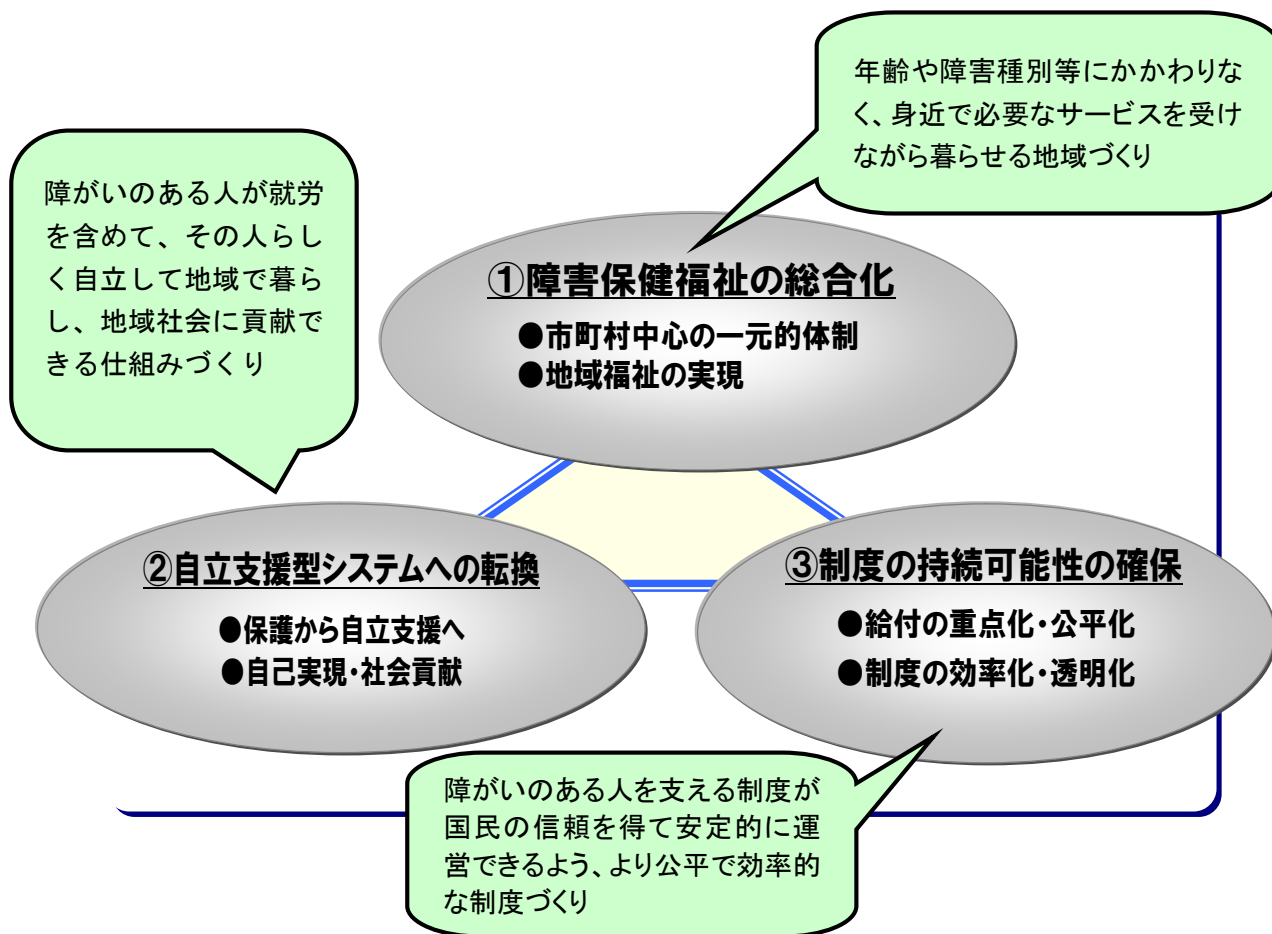 年齢や障害種別等にかかわりな
く、身近で必要なサービスを受け
ながら暮らせる地域づくり
障がいのある人が就労
を含めて、その人らし
く自立して地域で暮ら
し、地域社会に貢献で
きる仕組みづくり
①障害保健福祉の総合化
●市町村中心の一元的体制
●地域福祉の実現
②自立支援型システムへの転換
●保護から自立支援へ
●自己実現・社会貢献
③制度の持続可能性の確保
●給付の重点化・公平化
●制度の効率化・透明化
障がいのある人を支える制度が
国民の信頼を得て安定的に運
営できるよう、より公平で効率的
な制度づくり